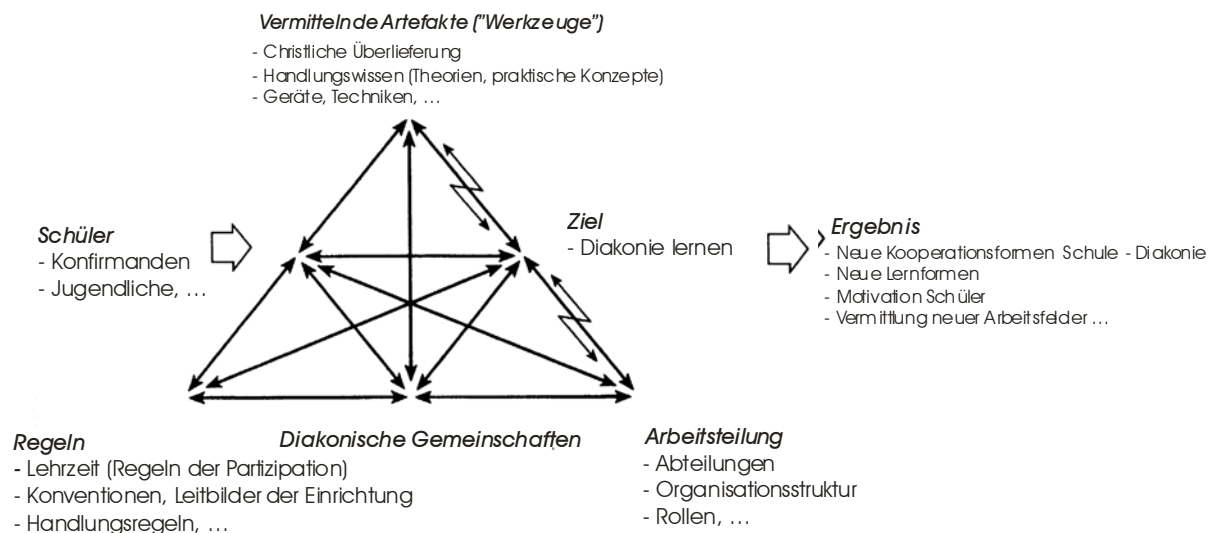 Vermittelnde Artefakte ("Werkzeuge")
- Christliche Überlieferung
- Handlungswissen (Theorien, praktische Konzepte)
- Geräte, Techniken, …
Schüler
- Konfirmanden
- Jugendliche, …
Ziel
- Diakonie lernen
Ergebnis
- Neue Kooperationsformen Schule - Diakonie
- Neue Lernformen
- Motivation Schüler
- Vermittlung neuer Arbeitsfelder …
Regeln
- Lehrzeit (Regeln der Partizipation)
- Konventionen, Leitbilder der Einrichtung
- Handlungsregeln, …
Diakonische Gemeinschaften
Arbeitsteilung
- Abteilungen
- Organisationsstruktur
- Rollen, …